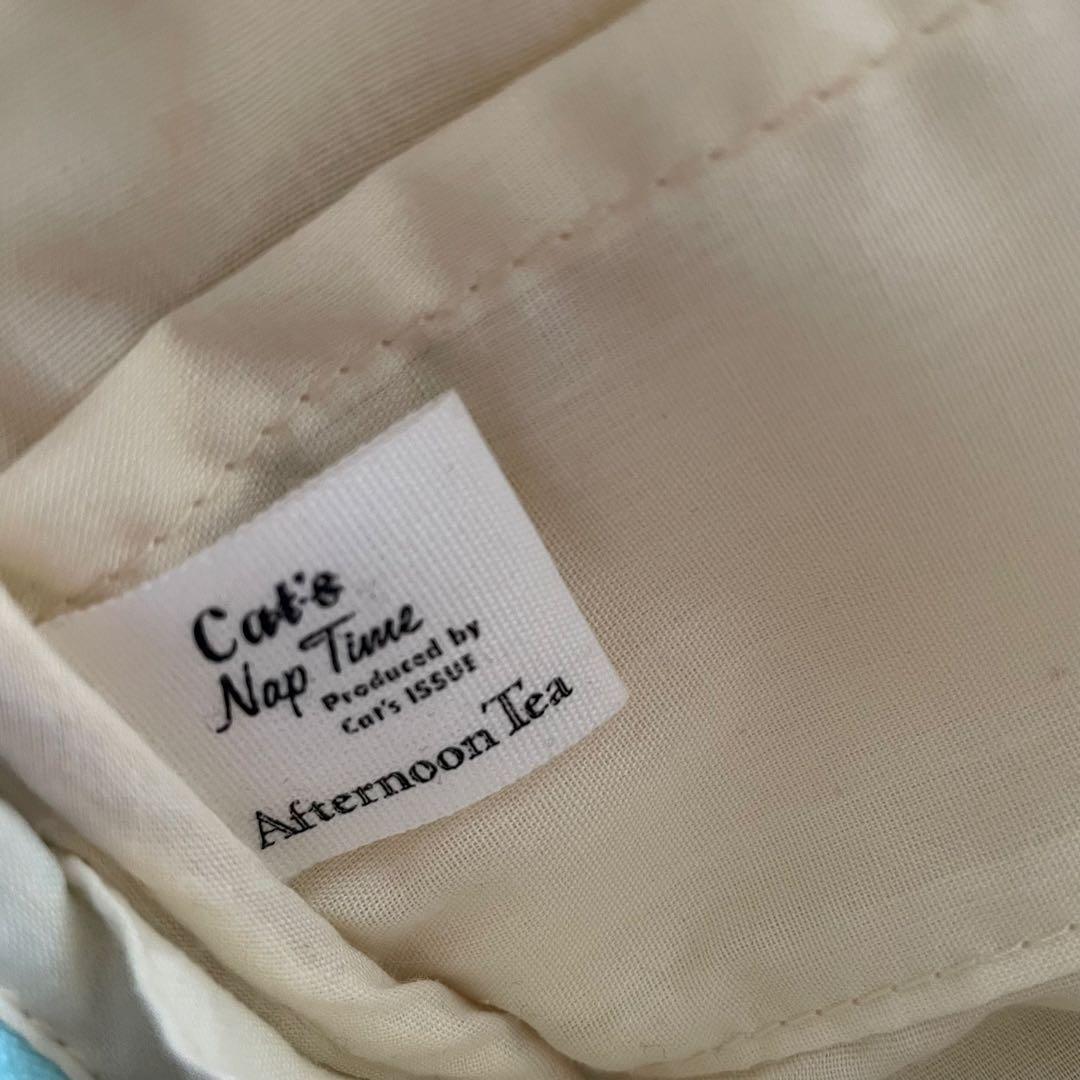 Cat's
Nap Time
Produced by
Cat's ISSUE
Afternoon Tea